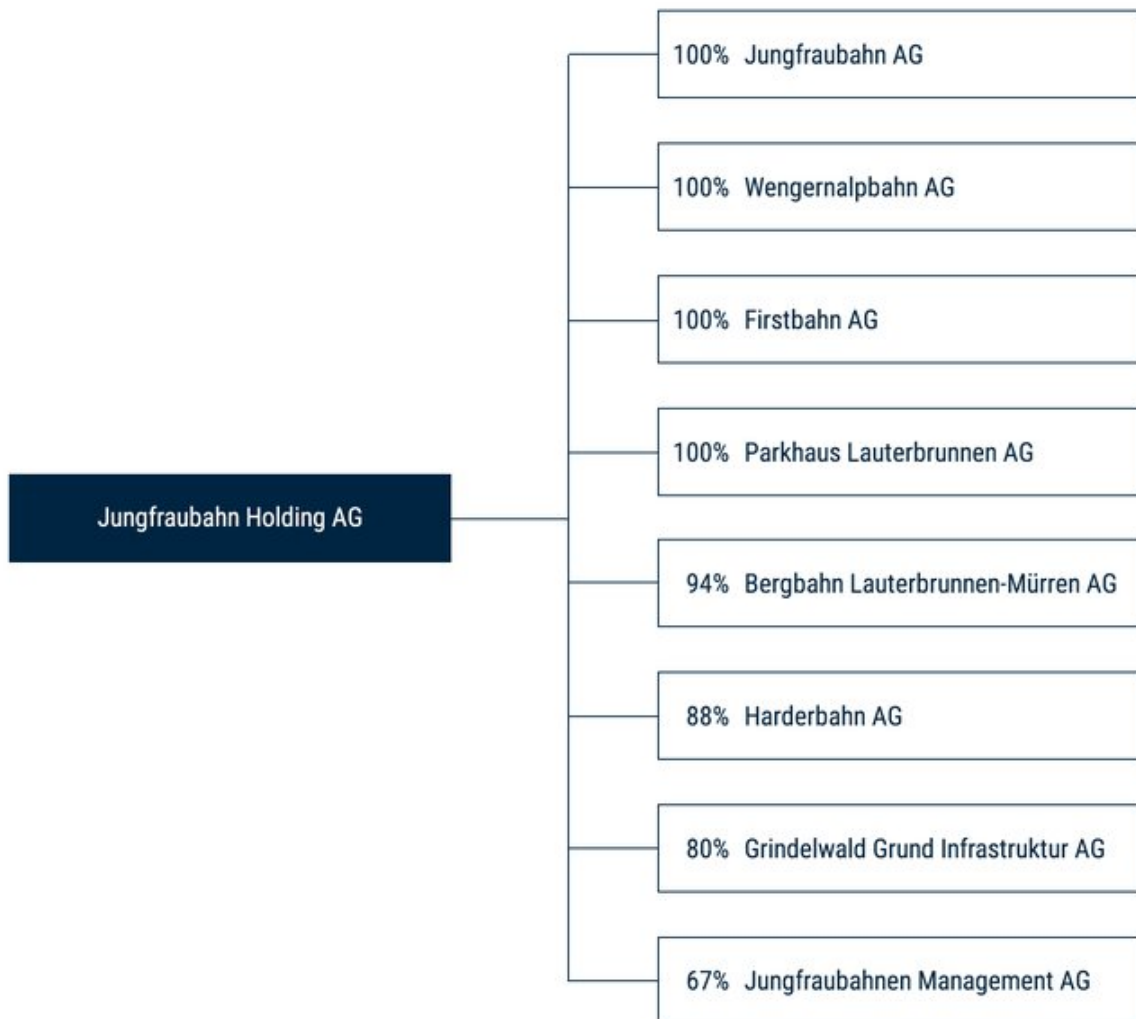 100% Jungfraubahn AG
100% Wengernalpbahn AG
100% Firstbahn AG
100% Parkhaus Lauterbrunnen AG
Jungfraubahn Holding AG
94% Bergbahn Lauterbrunnen-Mürren AG
88% Harderbahn AG
80% Grindelwald Grund Infrastruktur AG
67% Jungfraubahnen Management AG